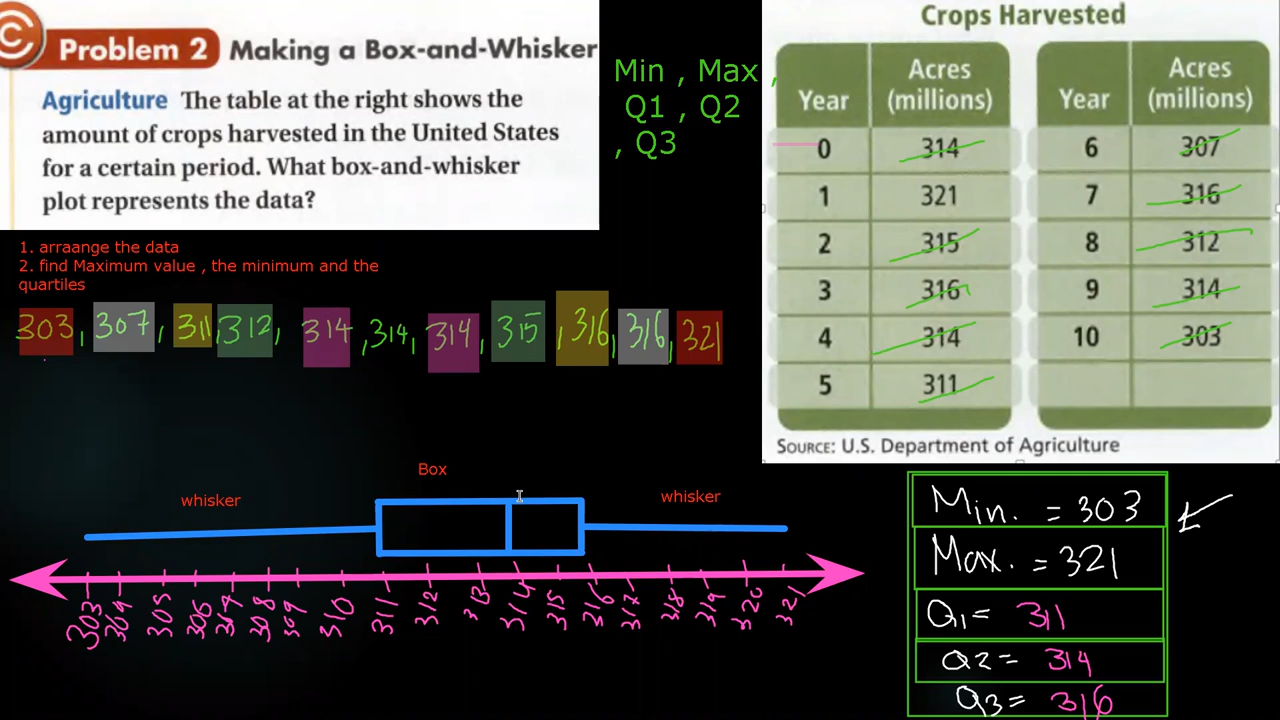 Problem 2 Making a Box-and-Whisker
Agriculture The table at the right shows the
amount of crops harvested in the United States
for a certain period. What box-and-whisker
plot represents the data?
Min , Max ,
Q1 , Q2
, Q3
Crops Harvested
Year Acres (millions) Year Acres (millions)
0 314 6 307
1 321 7 316
2 315 8 312
3 316 9 314
4 314 10 303
5 311
SOURCE: U.S. Department of Agriculture
1. arraange the data
2. find Maximum value , the minimum and the
quartiles
303, 307, 311, 312, 314, 314, 314, 315, 316, 316, 321
Box
whisker whisker
303 304 305 306 307 308 309 310 311 312 313 314 315 316 317 318 319 320 321
Min. = 303
Max. = 321
Q1= 311
Q2= 314
Q3= 316